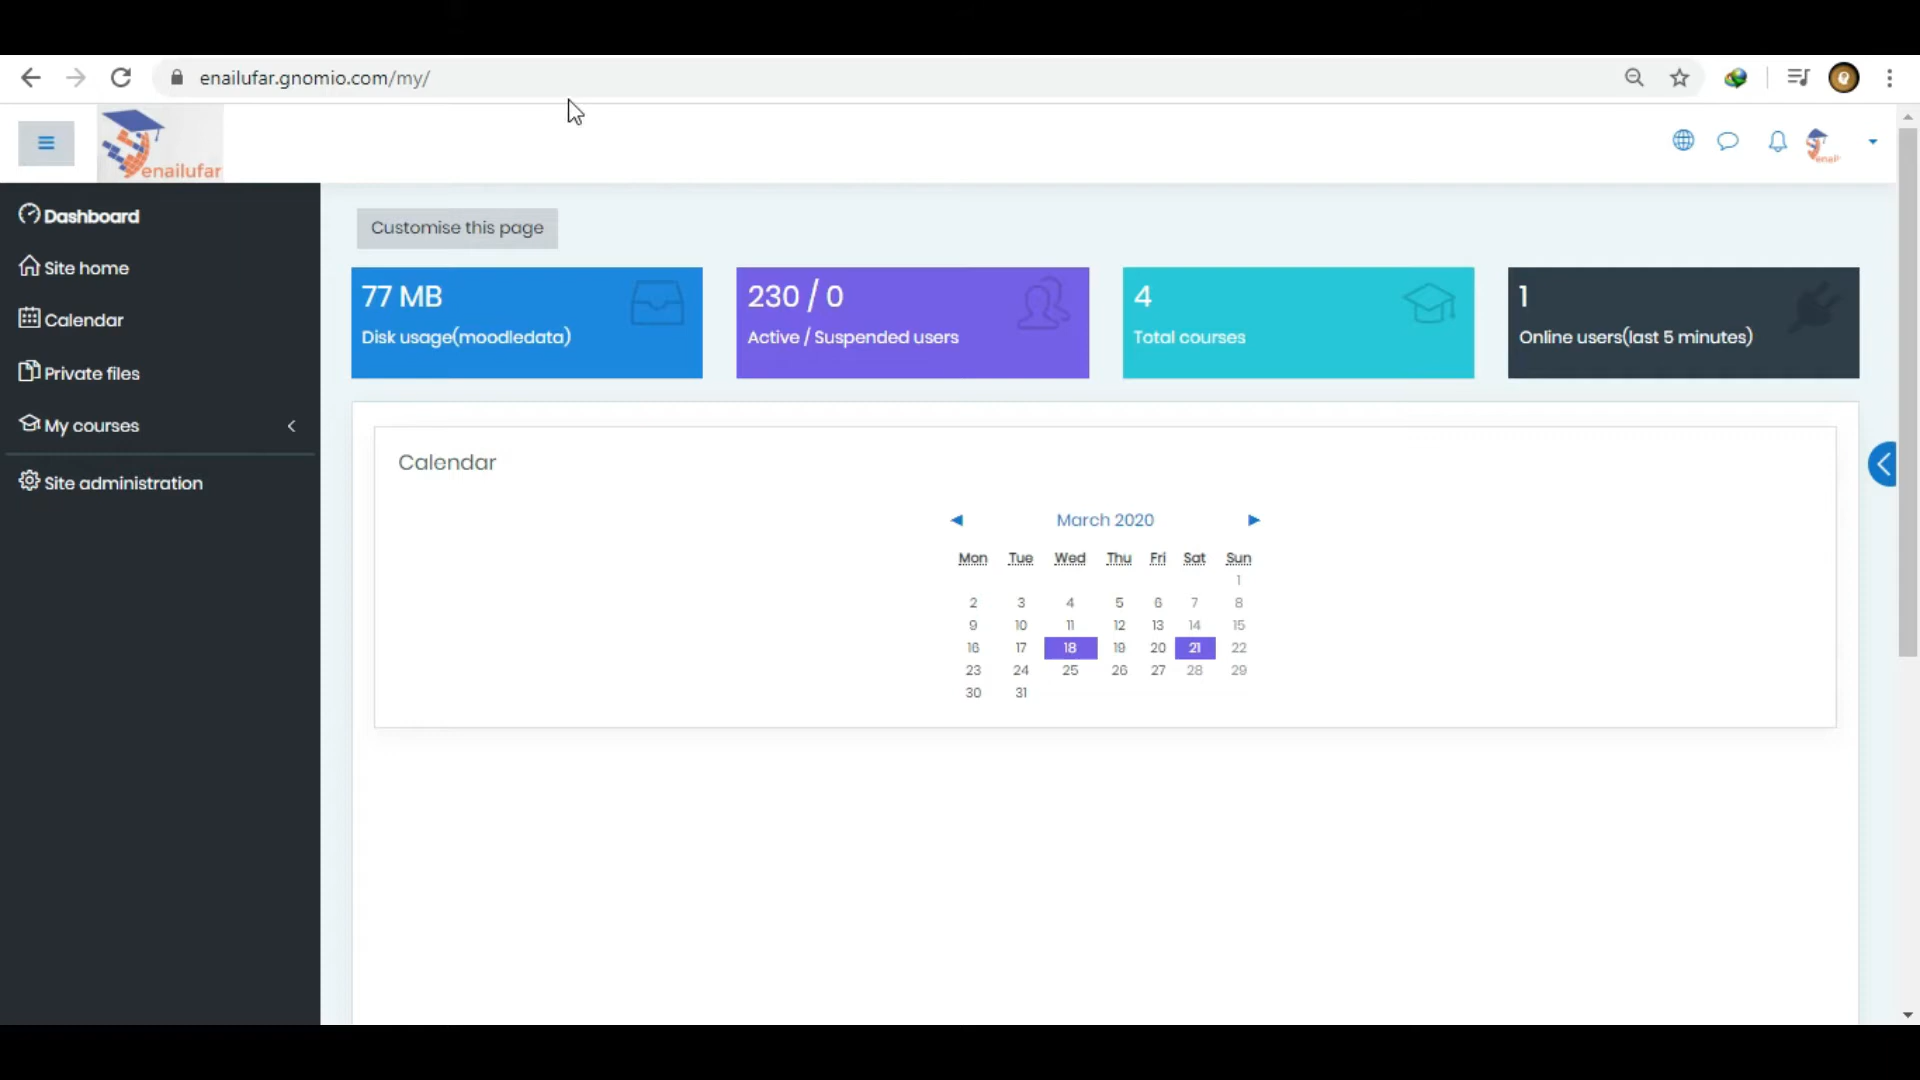 enailufar.gnomio.com/my/
enailufar
enail
Dashboard
Site home
Calendar
Private files
My courses
Site administration
Customise this page
77 MB
Disk usage(moodledata)
230 / 0
Active / Suspended users
4
Total courses
1
Online users(last 5 minutes)
Calendar
◀ March 2020 ▶
Mon Tue Wed Thu Fri Sat Sun
1
2 3 4 5 6 7 8
9 10 11 12 13 14 15
16 17 18 19 20 21 22
23 24 25 26 27 28 29
30 31